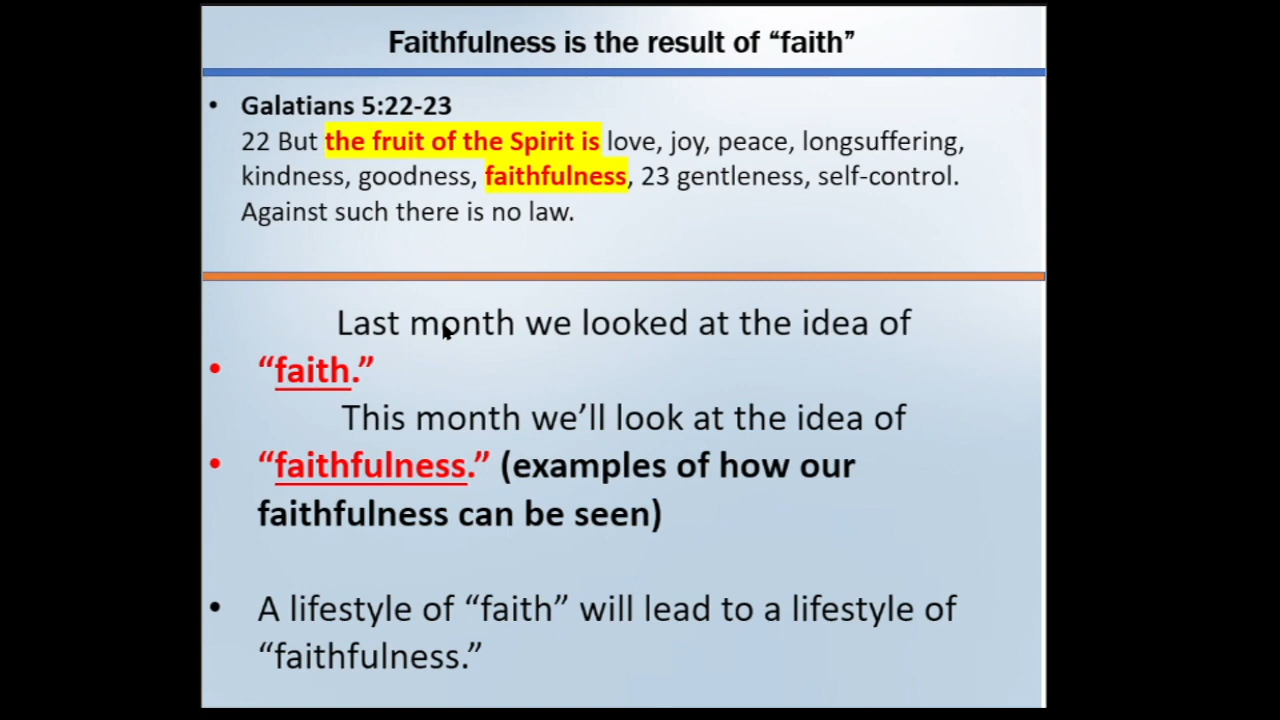 Faithfulness is the result of “faith”
• Galatians 5:22-23
22 But the fruit of the Spirit is love, joy, peace, longsuffering,
kindness, goodness, faithfulness, 23 gentleness, self-control.
Against such there is no law.
Last month we looked at the idea of
• “faith.”
This month we’ll look at the idea of
• “faithfulness.” (examples of how our
faithfulness can be seen)
• A lifestyle of “faith” will lead to a lifestyle of
“faithfulness.”